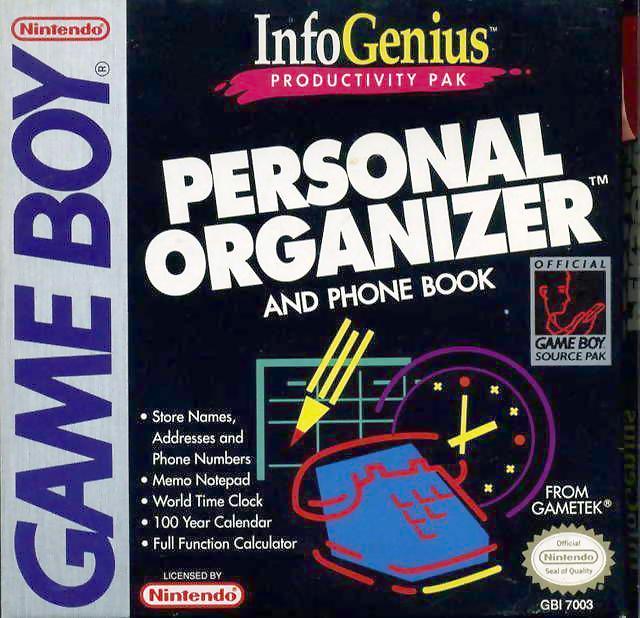 Nintendo®
GAME BOY®
InfoGenius™
PRODUCTIVITY PAK
PERSONAL
ORGANIZER™
AND PHONE BOOK
OFFICIAL
GAME BOY
SOURCE PAK
• Store Names,
Addresses and
Phone Numbers
• Memo Notepad
• World Time Clock
• 100 Year Calendar
• Full Function Calculator
LICENSED BY
Nintendo®
FROM
GAMETEK®
Official
Nintendo
Seal of Quality
GBI 7003